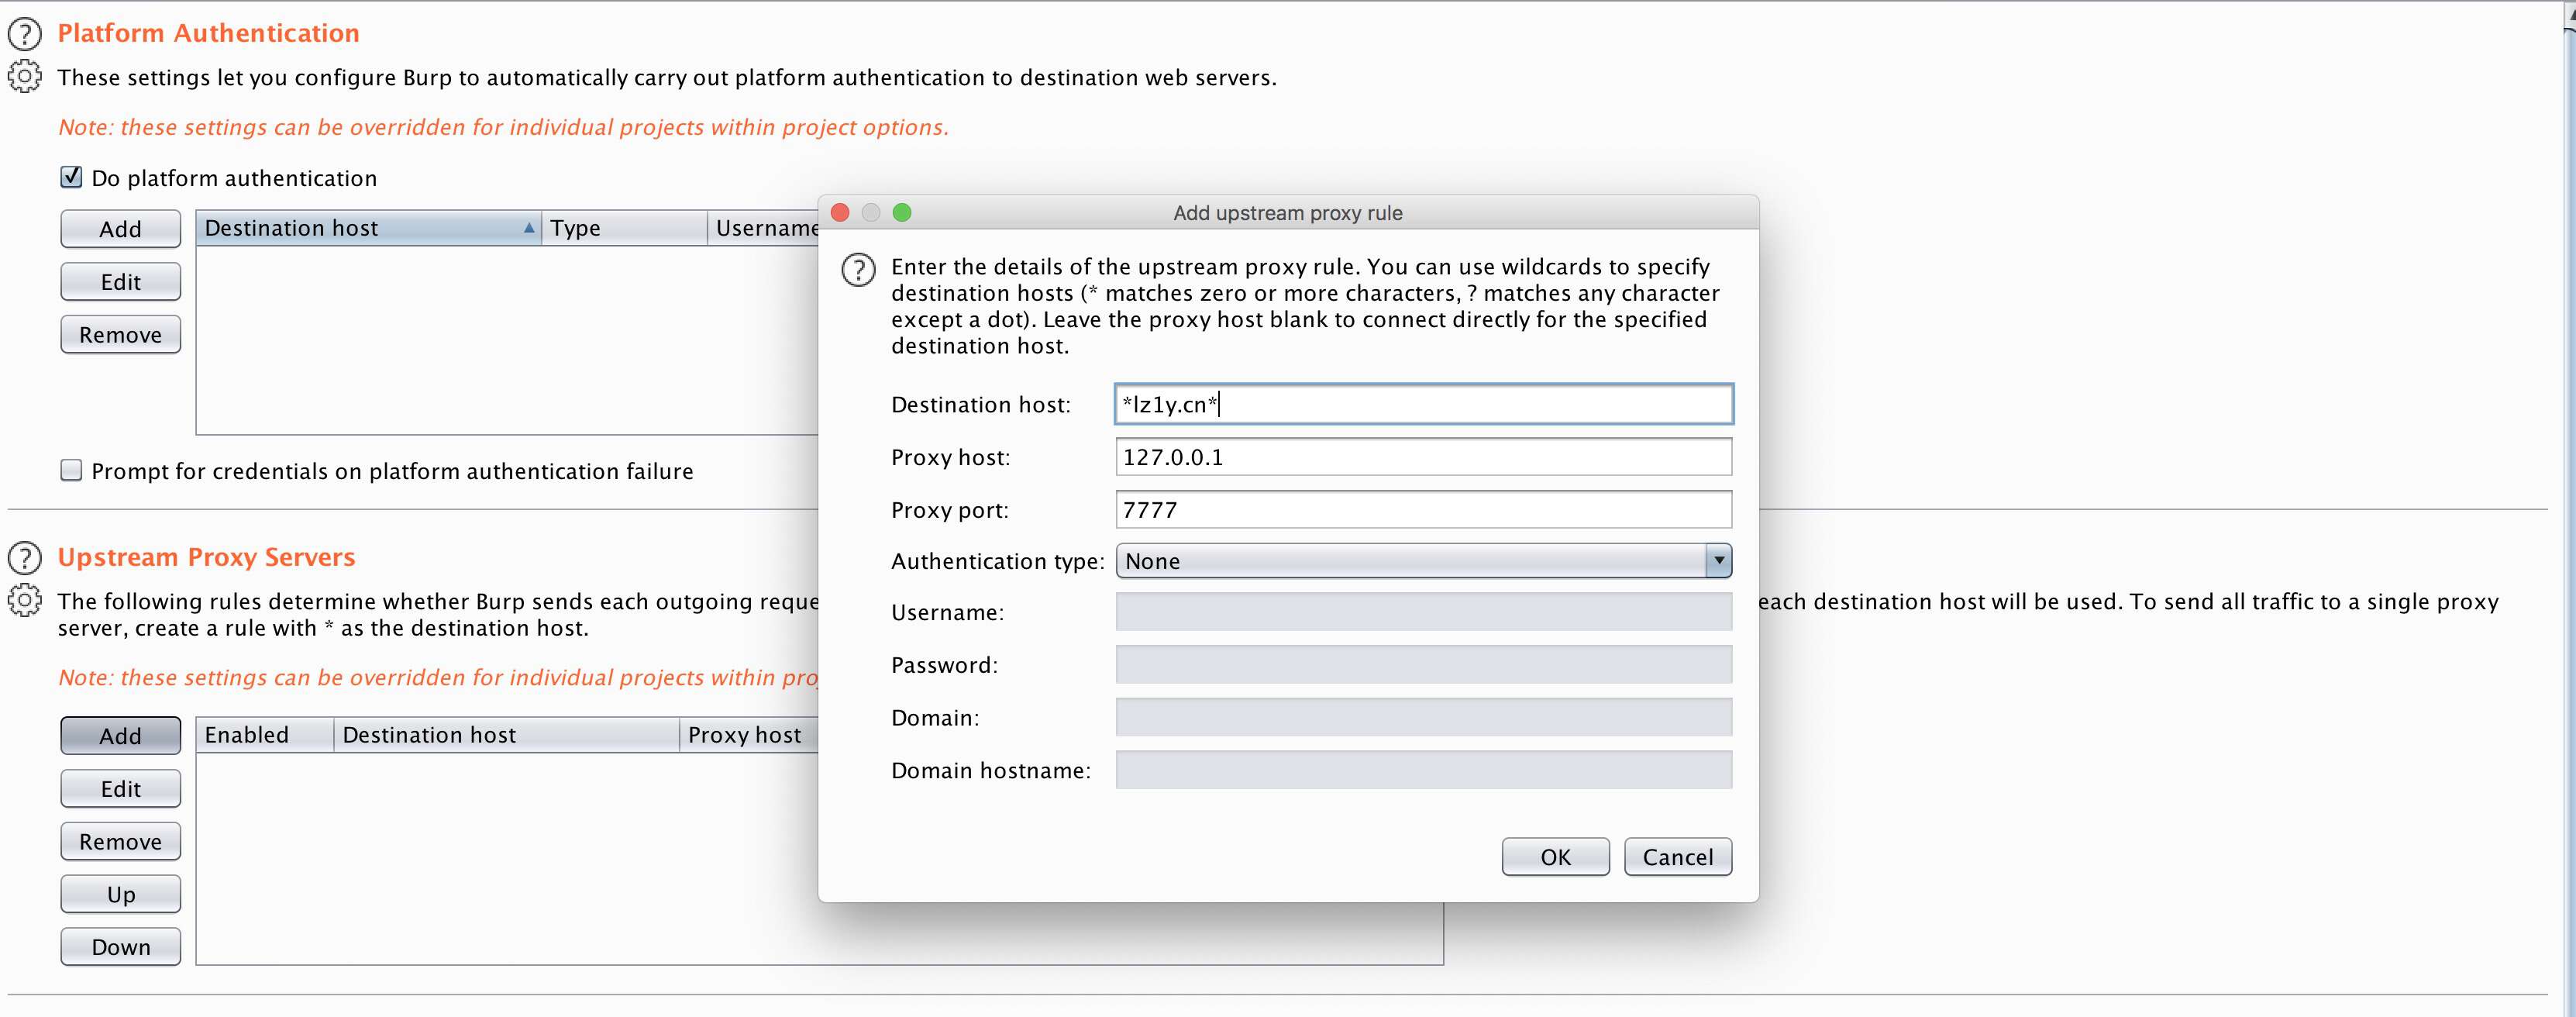 Platform Authentication
These settings let you configure Burp to automatically carry out platform authentication to destination web servers.
Note: these settings can be overridden for individual projects within project options.
Do platform authentication
Add
Edit
Remove
Destination host Type Username
Prompt for credentials on platform authentication failure
Upstream Proxy Servers
The following rules determine whether Burp sends each outgoing reque
each destination host will be used. To send all traffic to a single proxy
server, create a rule with * as the destination host.
Note: these settings can be overridden for individual projects within pro
Add
Edit
Remove
Up
Down
Enabled Destination host Proxy host
Add upstream proxy rule
Enter the details of the upstream proxy rule. You can use wildcards to specify
destination hosts (* matches zero or more characters, ? matches any character
except a dot). Leave the proxy host blank to connect directly for the specified
destination host.
Destination host: *lz1y.cn*
Proxy host: 127.0.0.1
Proxy port: 7777
Authentication type: None
Username:
Password:
Domain:
Domain hostname:
OK Cancel